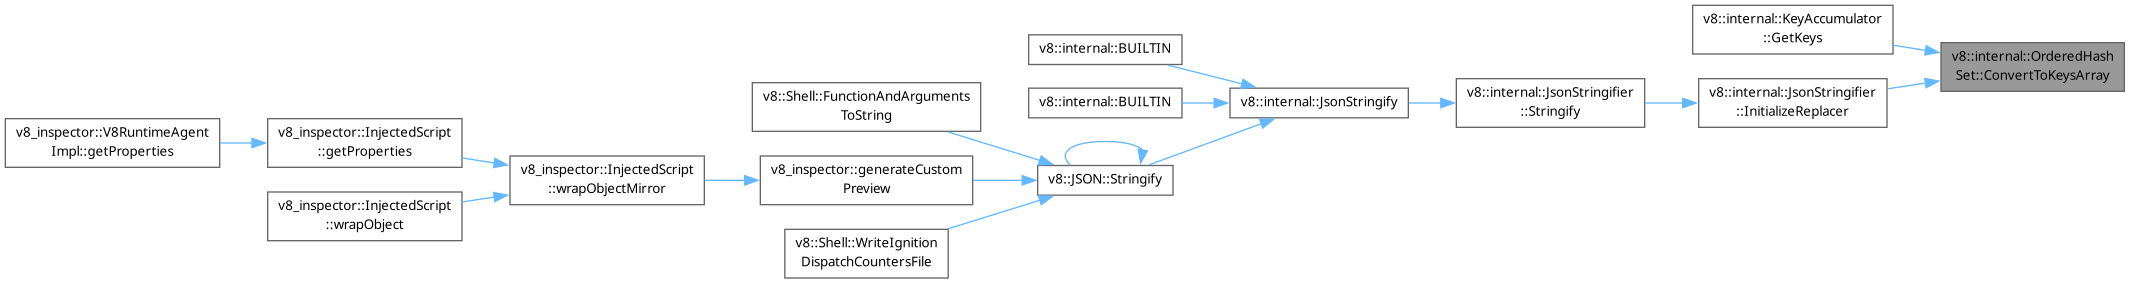 v8_inspector::V8RuntimeAgent
Impl::getProperties
v8_inspector::InjectedScript
::getProperties
v8_inspector::InjectedScript
::wrapObject
v8_inspector::InjectedScript
::wrapObjectMirror
v8::Shell::FunctionAndArguments
ToString
v8_inspector::generateCustom
Preview
v8::Shell::WriteIgnition
DispatchCountersFile
v8::internal::BUILTIN
v8::internal::BUILTIN
v8::JSON::Stringify
v8::internal::JsonStringify
v8::internal::JsonStringifier
::Stringify
v8::internal::KeyAccumulator
::GetKeys
v8::internal::JsonStringifier
::InitializeReplacer
v8::internal::OrderedHash
Set::ConvertToKeysArray